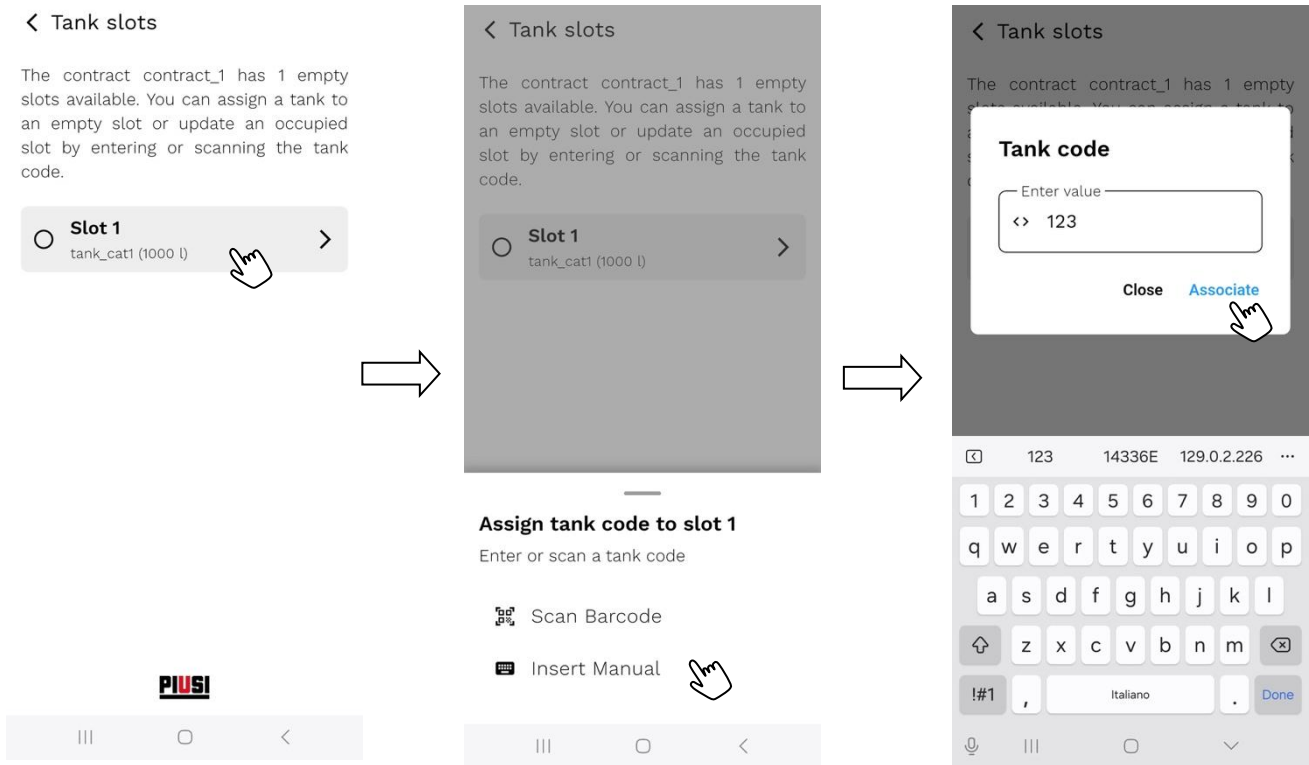 Tank slots
The contract contract_1 has 1 empty
slots available. You can assign a tank to
an empty slot or update an occupied
slot by entering or scanning the tank
code.
Slot 1
tank_cat1 (1000 l)
PIUSI
Tank slots
The contract contract_1 has 1 empty
slots available. You can assign a tank to
an empty slot or update an occupied
slot by entering or scanning the tank
code.
Slot 1
tank_cat1 (1000 l)
Assign tank code to slot 1
Enter or scan a tank code
Scan Barcode
Insert Manual
Tank slots
The contract contract_1 has 1 empty
Tank code
Enter value
<> 123
Close Associate
123 14336E 129.0.2.226 ...
1 2 3 4 5 6 7 8 9 0
q w e r t y u i o p
a s d f g h j k l
z x c v b n m
!#1 , Italiano . Done